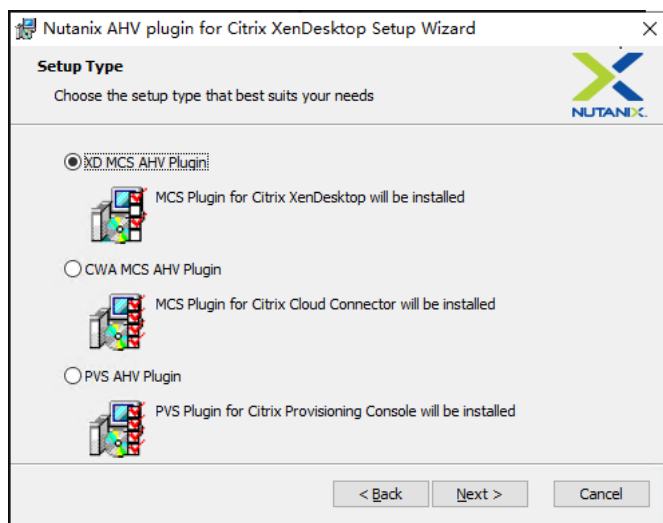 Nutanix AHV plugin for Citrix XenDesktop Setup Wizard
Setup Type
Choose the setup type that best suits your needs
NUTANIX.
XD MCS AHV Plugin
MCS Plugin for Citrix XenDesktop will be installed
CWA MCS AHV Plugin
MCS Plugin for Citrix Cloud Connector will be installed
PVS AHV Plugin
PVS Plugin for Citrix Provisioning Console will be installed
< Back Next > Cancel